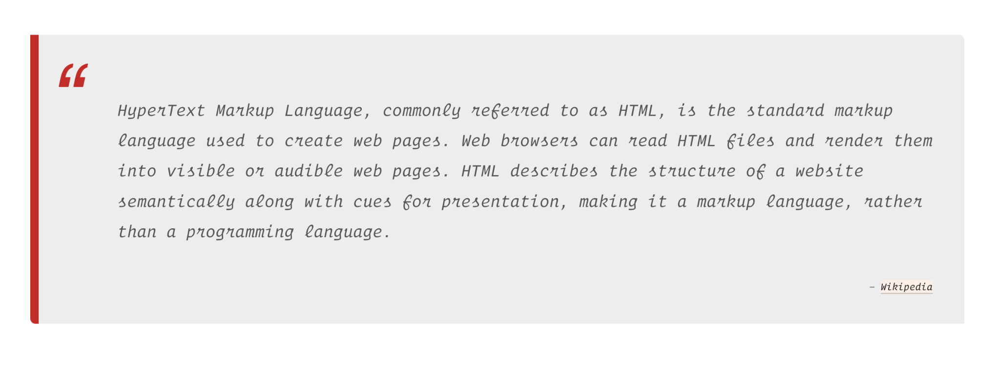 “
HyperText Markup Language, commonly referred to as HTML, is the standard markup
language used to create web pages. Web browsers can read HTML files and render them
into visible or audible web pages. HTML describes the structure of a website
semantically along with cues for presentation, making it a markup language, rather
than a programming language.
– Wikipedia